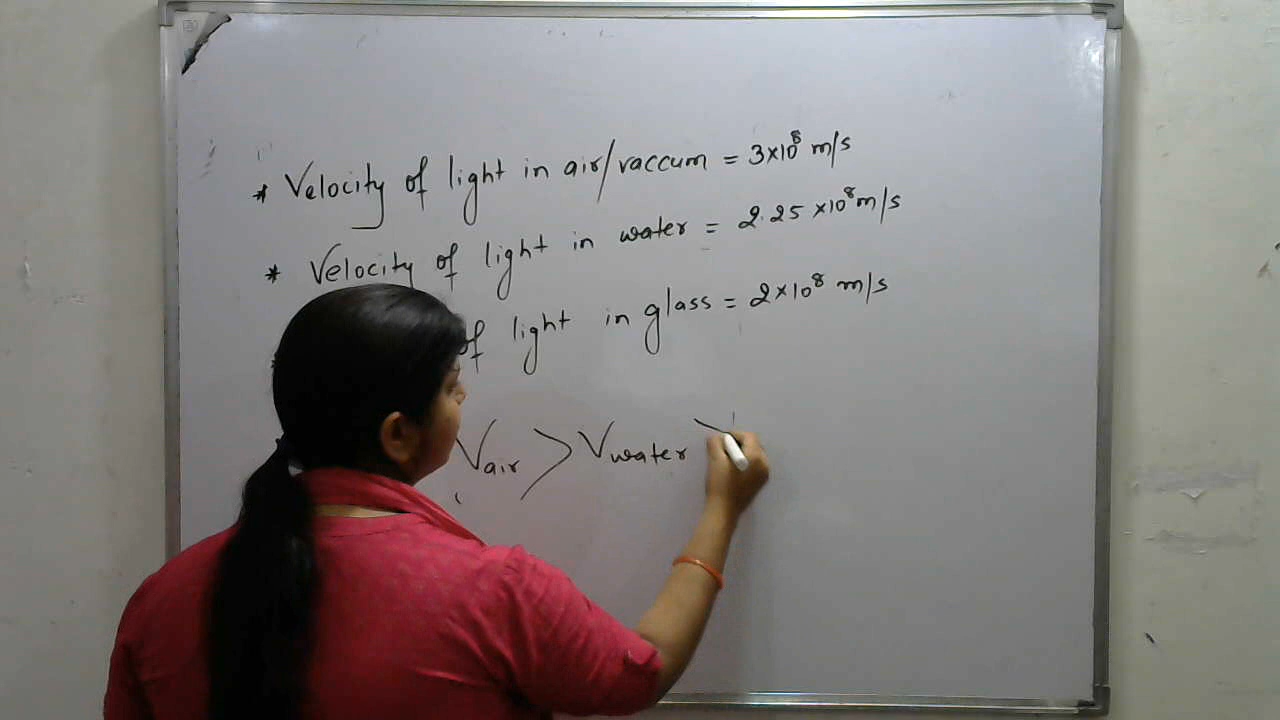 * Velocity of light in air/vaccum = 3×10⁸ m/s
* Velocity of light in water = 2.25 ×10⁸ m/s
of light in glass = 2×10⁸ m/s
Vair > Vwater >